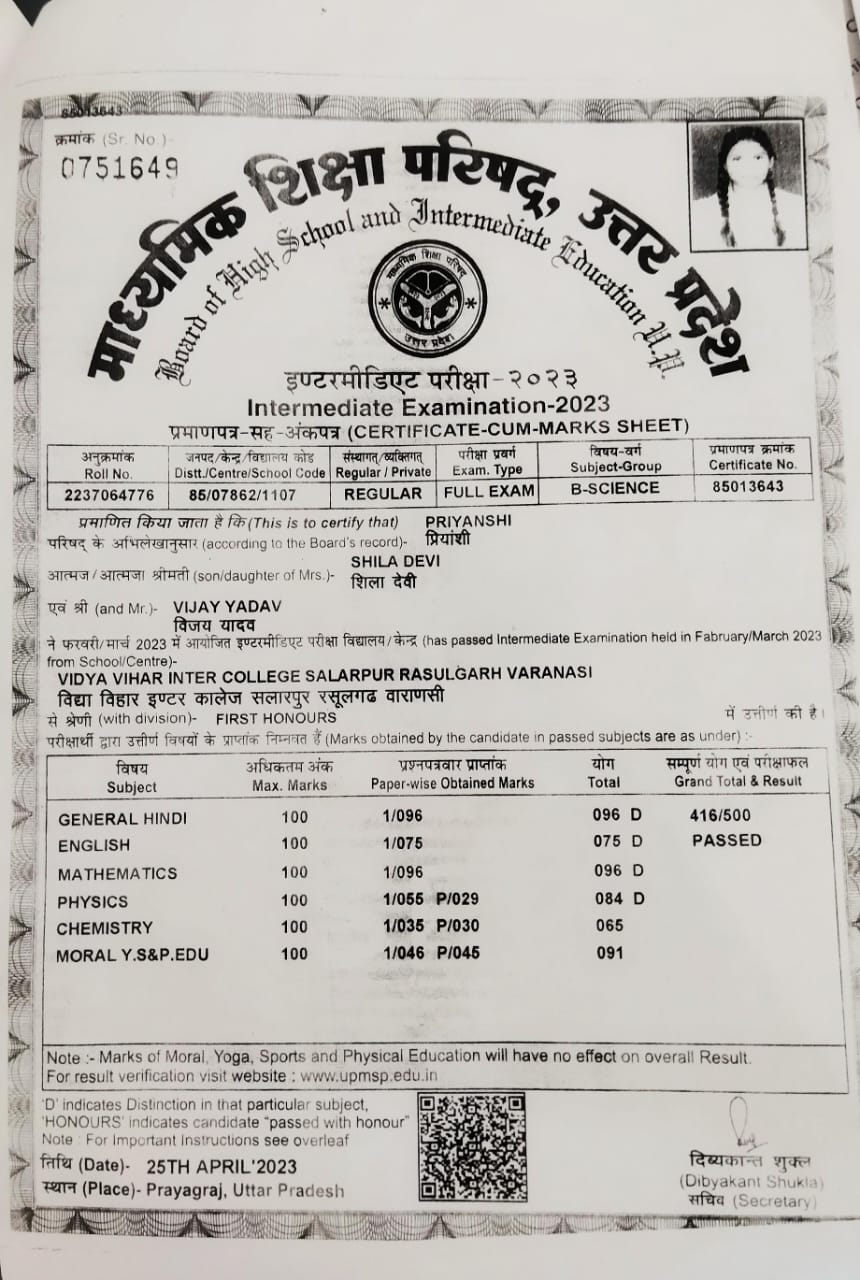 85013643
क्रमांक (Sr. No.)-
0751649
माध्यमिक शिक्षा परिषद्, उत्तर प्रदेश
Board of High School and Intermediate Education U.P.
माध्यमिक शिक्षा परिषद्
उत्तर प्रदेश
इण्टरमीडिएट परीक्षा-२०२३
Intermediate Examination-2023
प्रमाणपत्र-सह-अंकपत्र (CERTIFICATE-CUM-MARKS SHEET)
अनुक्रमांक जनपद/केन्द्र/विद्यालय कोड संस्थागत/व्यक्तिगत परीक्षा प्रवर्ग विषय-वर्ग प्रमाणपत्र क्रमांक
Roll No. Distt./Centre/School Code Regular / Private Exam. Type Subject-Group Certificate No.
2237064776 85/07862/1107 REGULAR FULL EXAM B-SCIENCE 85013643
प्रमाणित किया जाता है कि (This is to certify that) PRIYANSHI
परिषद् के अभिलेखानुसार (according to the Board's record)- प्रियांशी
SHILA DEVI
आत्मज/आत्मजा श्रीमती (son/daughter of Mrs.)- शिला देवी
एवं श्री (and Mr.)- VIJAY YADAV
विजय यादव
ने फरवरी/मार्च 2023 में आयोजित इण्टरमीडिएट परीक्षा विद्यालय/केन्द्र (has passed Intermediate Examination held in Fabruary/March 2023
from School/Centre)-
VIDYA VIHAR INTER COLLEGE SALARPUR RASULGARH VARANASI
विद्या विहार इण्टर कालेज सलारपुर रसूलगढ वाराणसी
से श्रेणी (with division)- FIRST HONOURS में उत्तीर्ण की है।
परीक्षार्थी द्वारा उत्तीर्ण विषयों के प्राप्तांक निम्नवत हैं (Marks obtained by the candidate in passed subjects are as under) :-
विषय अधिकतम अंक प्रश्नपत्रवार प्राप्तांक योग सम्पूर्ण योग एवं परीक्षाफल
Subject Max. Marks Paper-wise Obtained Marks Total Grand Total & Result
GENERAL HINDI 100 1/096 096 D 416/500
ENGLISH 100 1/075 075 D PASSED
MATHEMATICS 100 1/096 096 D
PHYSICS 100 1/055 P/029 084 D
CHEMISTRY 100 1/035 P/030 065
MORAL Y.S&P.EDU 100 1/046 P/045 091
Note :- Marks of Moral, Yoga, Sports and Physical Education will have no effect on overall Result.
For result verification visit website : www.upmsp.edu.in
'D' indicates Distinction in that particular subject,
'HONOURS' indicates candidate "passed with honour"
Note : For Important Instructions see overleaf
तिथि (Date)- 25TH APRIL'2023
स्थान (Place)- Prayagraj, Uttar Pradesh
दिब्यकान्त शुक्ल
(Dibyakant Shukla)
सचिव (Secretary)